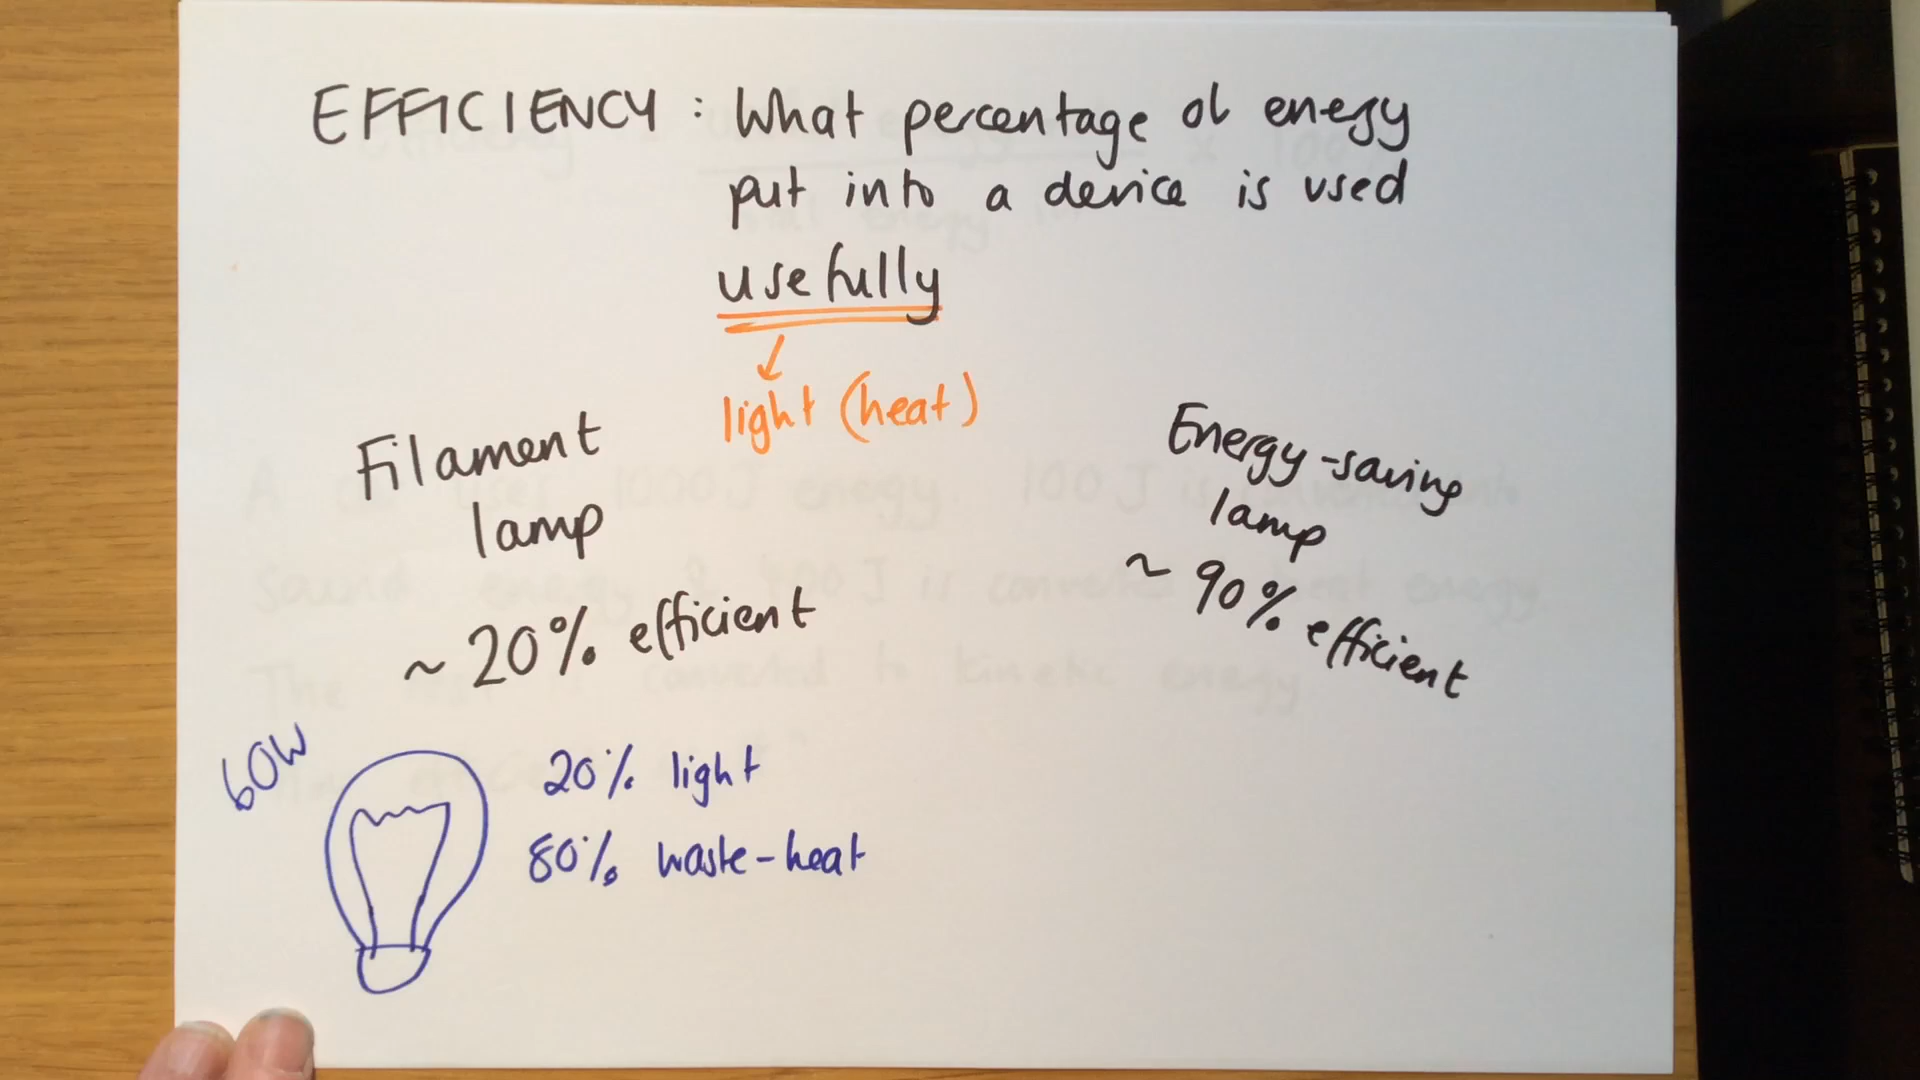 EFFICIENCY : What percentage of energy
put into a device is used
usefully
light (heat)
Filament
lamp
~ 20% efficient
Energy-saving
lamp
~ 90% efficient
60W
20% light
80% waste-heat